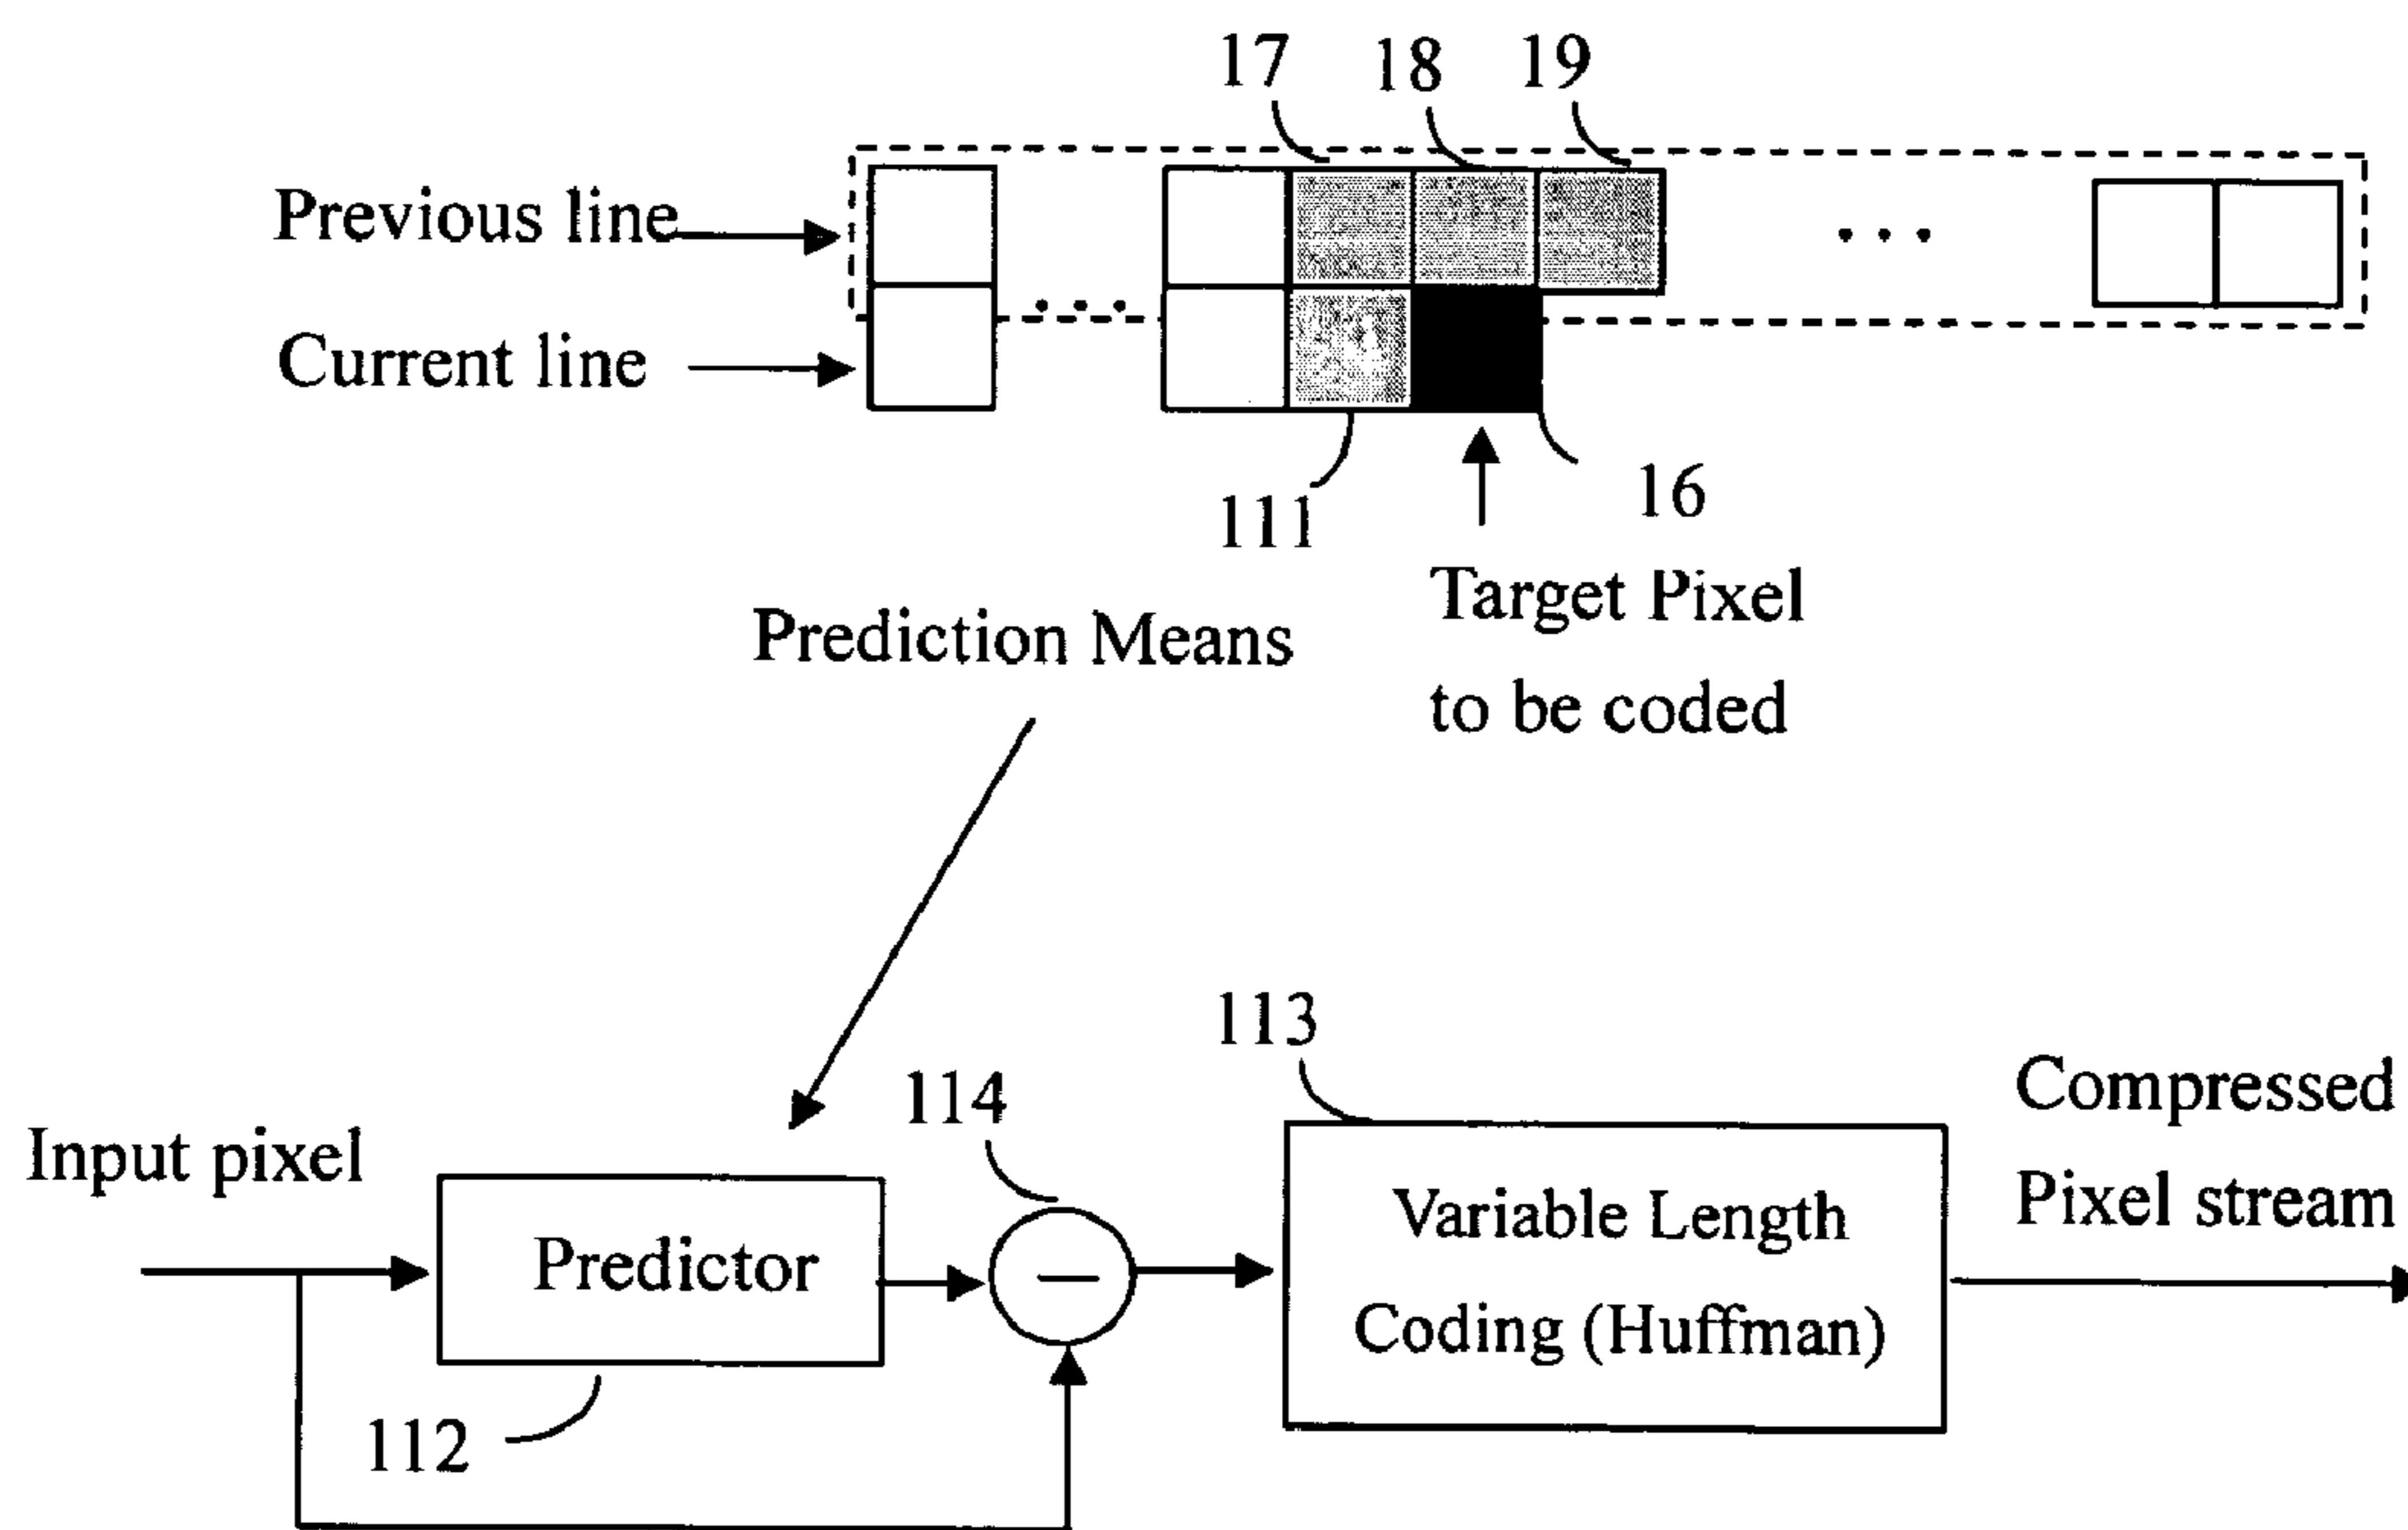 17 18 19
Previous line
Current line
111
16
Target Pixel
to be coded
Prediction Means
113
114
Compressed
Pixel stream
Input pixel
Predictor
Variable Length
Coding (Huffman)
112